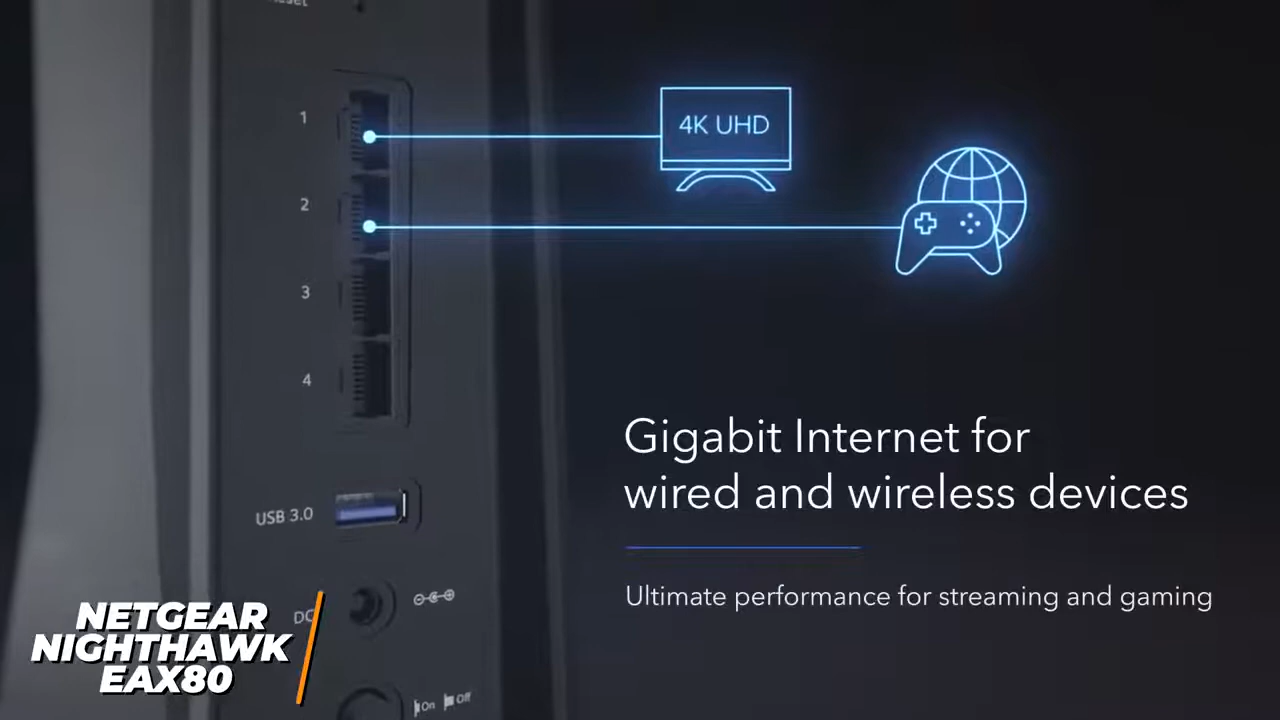 Reset
1
4K UHD
2
3
4
Gigabit Internet for
wired and wireless devices
USB 3.0
Ultimate performance for streaming and gaming
DC
On Off
NETGEAR
NIGHTHAWK
EAX80